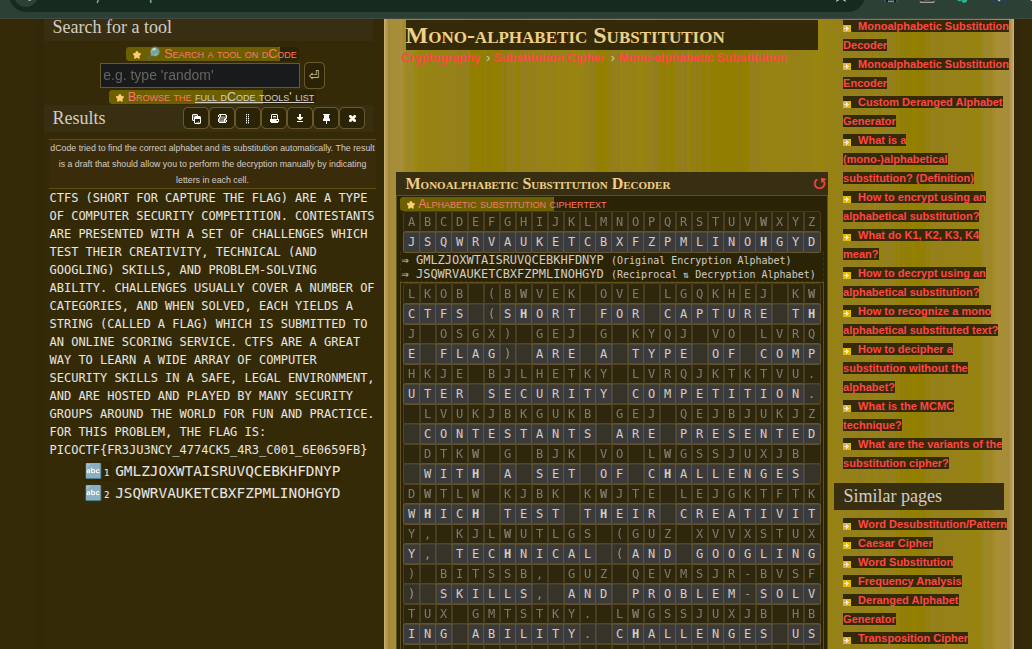 Search for a tool
Search a tool on dCode
e.g. type 'random'
Browse the full dCode tools' list
Results
dCode tried to find the correct alphabet and its substitution automatically. The result
is a draft that should allow you to perform the decryption manually by indicating
letters in each cell.
CTFS (SHORT FOR CAPTURE THE FLAG) ARE A TYPE
OF COMPUTER SECURITY COMPETITION. CONTESTANTS
ARE PRESENTED WITH A SET OF CHALLENGES WHICH
TEST THEIR CREATIVITY, TECHNICAL (AND
GOOGLING) SKILLS, AND PROBLEM-SOLVING
ABILITY. CHALLENGES USUALLY COVER A NUMBER OF
CATEGORIES, AND WHEN SOLVED, EACH YIELDS A
STRING (CALLED A FLAG) WHICH IS SUBMITTED TO
AN ONLINE SCORING SERVICE. CTFS ARE A GREAT
WAY TO LEARN A WIDE ARRAY OF COMPUTER
SECURITY SKILLS IN A SAFE, LEGAL ENVIRONMENT,
AND ARE HOSTED AND PLAYED BY MANY SECURITY
GROUPS AROUND THE WORLD FOR FUN AND PRACTICE.
FOR THIS PROBLEM, THE FLAG IS:
PICOCTF{FR3JU3NCY_4774CK5_4R3_C001_6E0659FB}
abc 1 GMLZJOXWTAISRUVQCEBKHFDNYP
abc 2 JSQWRVAUKETCBXFZPMLINOHGYD
Mono-alphabetic Substitution
Cryptography › Substitution Cipher › Mono-alphabetic Substitution
Monoalphabetic Substitution Decoder
Alphabetic substitution ciphertext
A B C D E F G H I J K L M N O P Q R S T U V W X Y Z
J S Q W R V A U K E T C B X F Z P M L I N O H G Y D
⇒ GMLZJOXWTAISRUVQCEBKHFDNYP (Original Encryption Alphabet)
⇒ JSQWRVAUKETCBXFZPMLINOHGYD (Reciprocal ⇆ Decryption Alphabet)
L K O B   ( B W V E K   O V E   L G Q K H E J   K W
C T F S   ( S H O R T   F O R   C A P T U R E   T H
J   O S G X )   G E J   G   K Y Q J   V O   L V R Q
E   F L A G )   A R E   A   T Y P E   O F   C O M P
H K J E   B J L H E T K Y   L V R Q J K T K T V U .
U T E R   S E C U R I T Y   C O M P E T I T I O N .
L V U K J B K G U K B   G E J   Q E J B J U K J Z
C O N T E S T A N T S   A R E   P R E S E N T E D
D T K W   G   B J K   V O   L W G S S J U X J B
W I T H   A   S E T   O F   C H A L L E N G E S
D W T L W   K J B K   K W J T E   L E J G K T F T K
W H I C H   T E S T   T H E I R   C R E A T I V I T
Y ,   K J L W U T L G S   ( G U Z   X V V X S T U X
Y ,   T E C H N I C A L   ( A N D   G O O G L I N G
)   B I T S S B ,   G U Z   Q E V M S J R - B V S F
)   S K I L L S ,   A N D   P R O B L E M - S O L V
T U X   G M T S T K Y .   L W G S S J U X J B   H B
I N G   A B I L I T Y .   C H A L L E N G E S   U S
Monoalphabetic Substitution
Decoder
Monoalphabetic Substitution
Encoder
Custom Deranged Alphabet
Generator
What is a
(mono-)alphabetical
substitution? (Definition)
How to encrypt using an
alphabetical substitution?
What do K1, K2, K3, K4
mean?
How to decrypt using an
alphabetical substitution?
How to recognize a mono
alphabetical substituted text?
How to decipher a
substitution without the
alphabet?
What is the MCMC
technique?
What are the variants of the
substitution cipher?
Similar pages
Word Desubstitution/Pattern
Caesar Cipher
Word Substitution
Frequency Analysis
Deranged Alphabet
Generator
Transposition Cipher